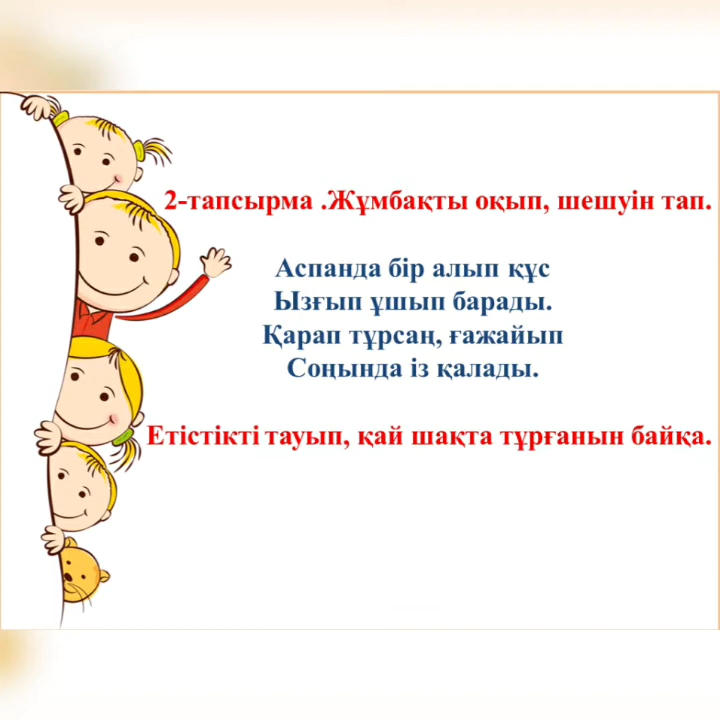 2-тапсырма .Жұмбақты оқып, шешуін тап.
Аспанда бір алып құс
Ызғып ұшып барады.
Қарап тұрсаң, ғажайып
Соңында із қалады.
Етістікті тауып, қай шақта тұрғанын байқа.